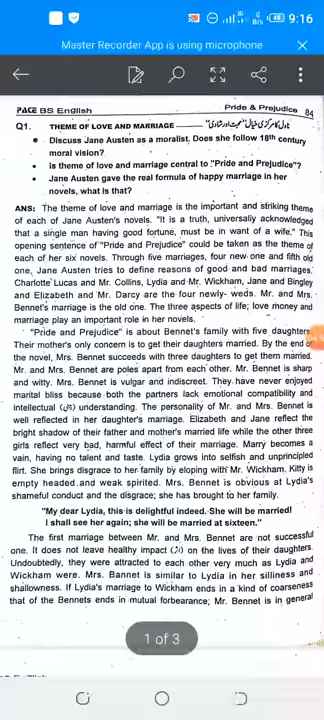 9:16
Master Recorder App is using microphone
PACE BS English
Pride & Prejudice 84
Q1. THEME OF LOVE AND MARRIAGE
• Discuss Jane Austen as a moralist. Does she follow 18th century
moral vision?
• Is theme of love and marriage central to "Pride and Prejudice"?
• Jane Austen gave the real formula of happy marriage in her
novels, what is that?
ANS: The theme of love and marriage is the important and striking theme
of each of Jane Austen's novels. "It is a truth, universally acknowledged
that a single man having good fortune, must be in want of a wife." This
opening sentence of "Pride and Prejudice" could be taken as the theme of
each of her six novels. Through five marriages, four new one and fifth old
one, Jane Austen tries to define reasons of good and bad marriages.
Charlotte Lucas and Mr. Collins, Lydia and Mr. Wickham, Jane and Bingley
and Elizabeth and Mr. Darcy are the four newly- weds. Mr. and Mrs.
Bennet's marriage is the old one. The three aspects of life; love money and
marriage play an important role in her novels.
"Pride and Prejudice" is about Bennet's family with five daughters.
Their mother's only concern is to get their daughters married. By the end of
the novel, Mrs. Bennet succeeds with three daughters to get them married.
Mr. and Mrs. Bennet are poles apart from each other. Mr. Bennet is sharp
and witty. Mrs. Bennet is vulgar and indiscreet. They have never enjoyed
marital bliss because both the partners lack emotional compatibility and
intellectual understanding. The personality of Mr. and Mrs. Bennet is
well reflected in her daughter's marriage. Elizabeth and Jane reflect the
bright shadow of their father and mother's married life while the other three
girls reflect very bad, harmful effect of their marriage. Marry becomes a
vain, having no talent and taste. Lydia grows into selfish and unprincipled
flirt. She brings disgrace to her family by eloping with Mr. Wickham. Kitty is
empty headed and weak spirited. Mrs. Bennet is obvious at Lydia's
shameful conduct and the disgrace; she has brought to her family.
"My dear Lydia, this is delightful indeed. She will be married!
I shall see her again; she will be married at sixteen."
The first marriage between Mr. and Mrs. Bennet are not successful
one. It does not leave healthy impact (اثر) on the lives of their daughters.
Undoubtedly, they were attracted to each other very much as Lydia and
Wickham were. Mrs. Bannet is similar to Lydia in her silliness and
shallowness. If Lydia's marriage to Wickham ends in a kind of coarseness
that of the Bennets ends in mutual forbearance; Mr. Bennet is in general
1 of 3